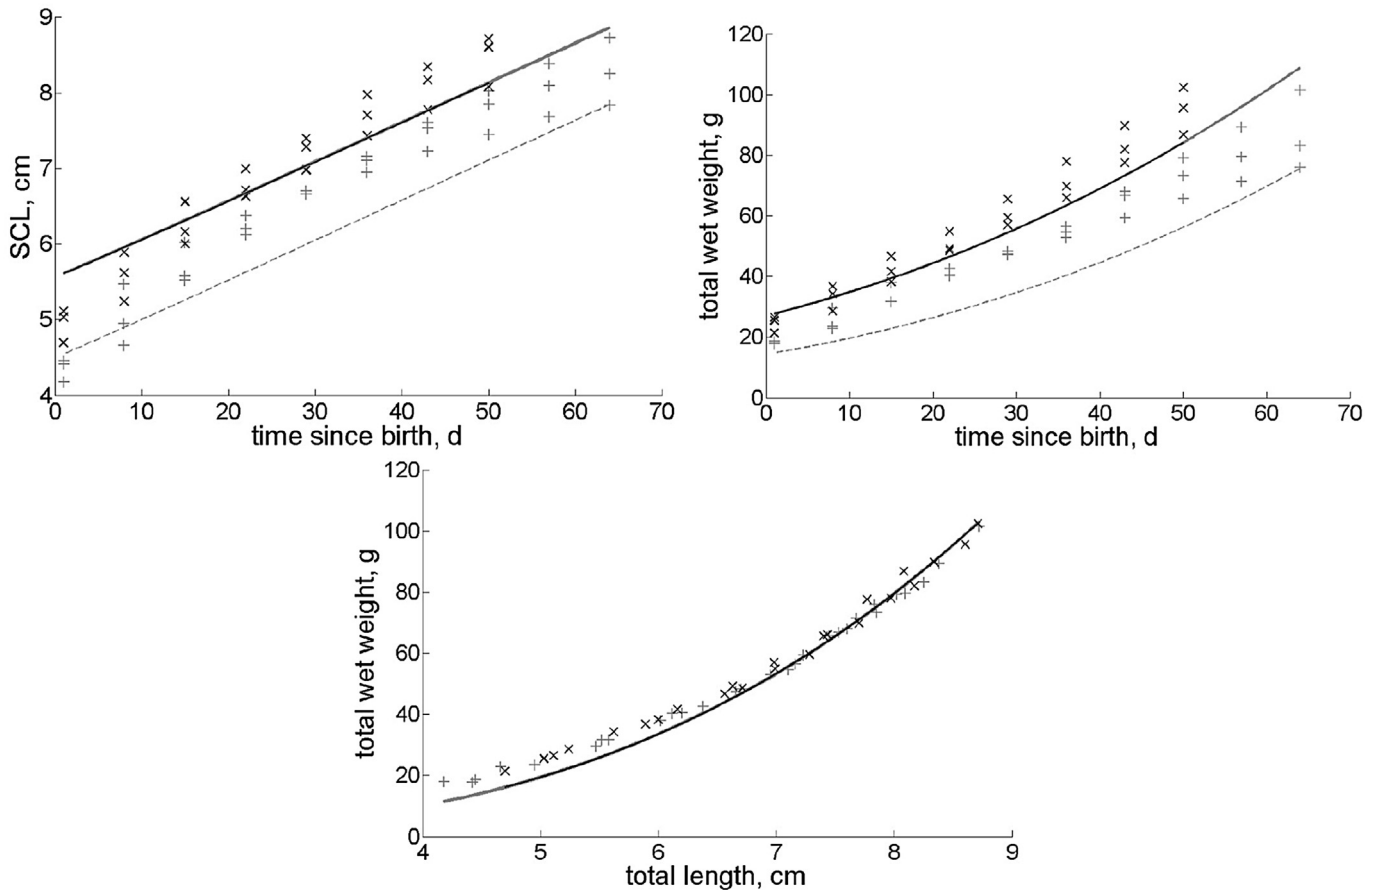 9
8
7
6
5
4
SCL, cm
0 10 20 30 40 50 60 70
time since birth, d
120
100
80
60
40
20
0
total wet weight, g
0 10 20 30 40 50 60 70
time since birth, d
120
100
80
60
40
20
0
total wet weight, g
4 5 6 7 8 9
total length, cm